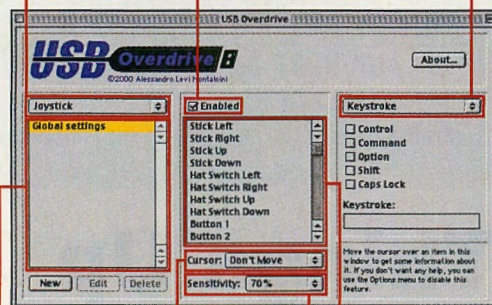 USB Overdrive
USB Overdrive
©2000 Alessandro Levi Montalcini
About...
Joystick
Global settings
New
Edit
Delete
Enabled
Stick Left
Stick Right
Stick Up
Stick Down
Hat Switch Left
Hat Switch Right
Hat Switch Up
Hat Switch Down
Button 1
Button 2
Cursor: Don't Move
Sensitivity: 70%
Keystroke
Control
Command
Option
Shift
Caps Lock
Keystroke:
Move the cursor over an item in this
window to get some information about
it. If you don't want any help, you can
use the Options menu to disable this
feature.